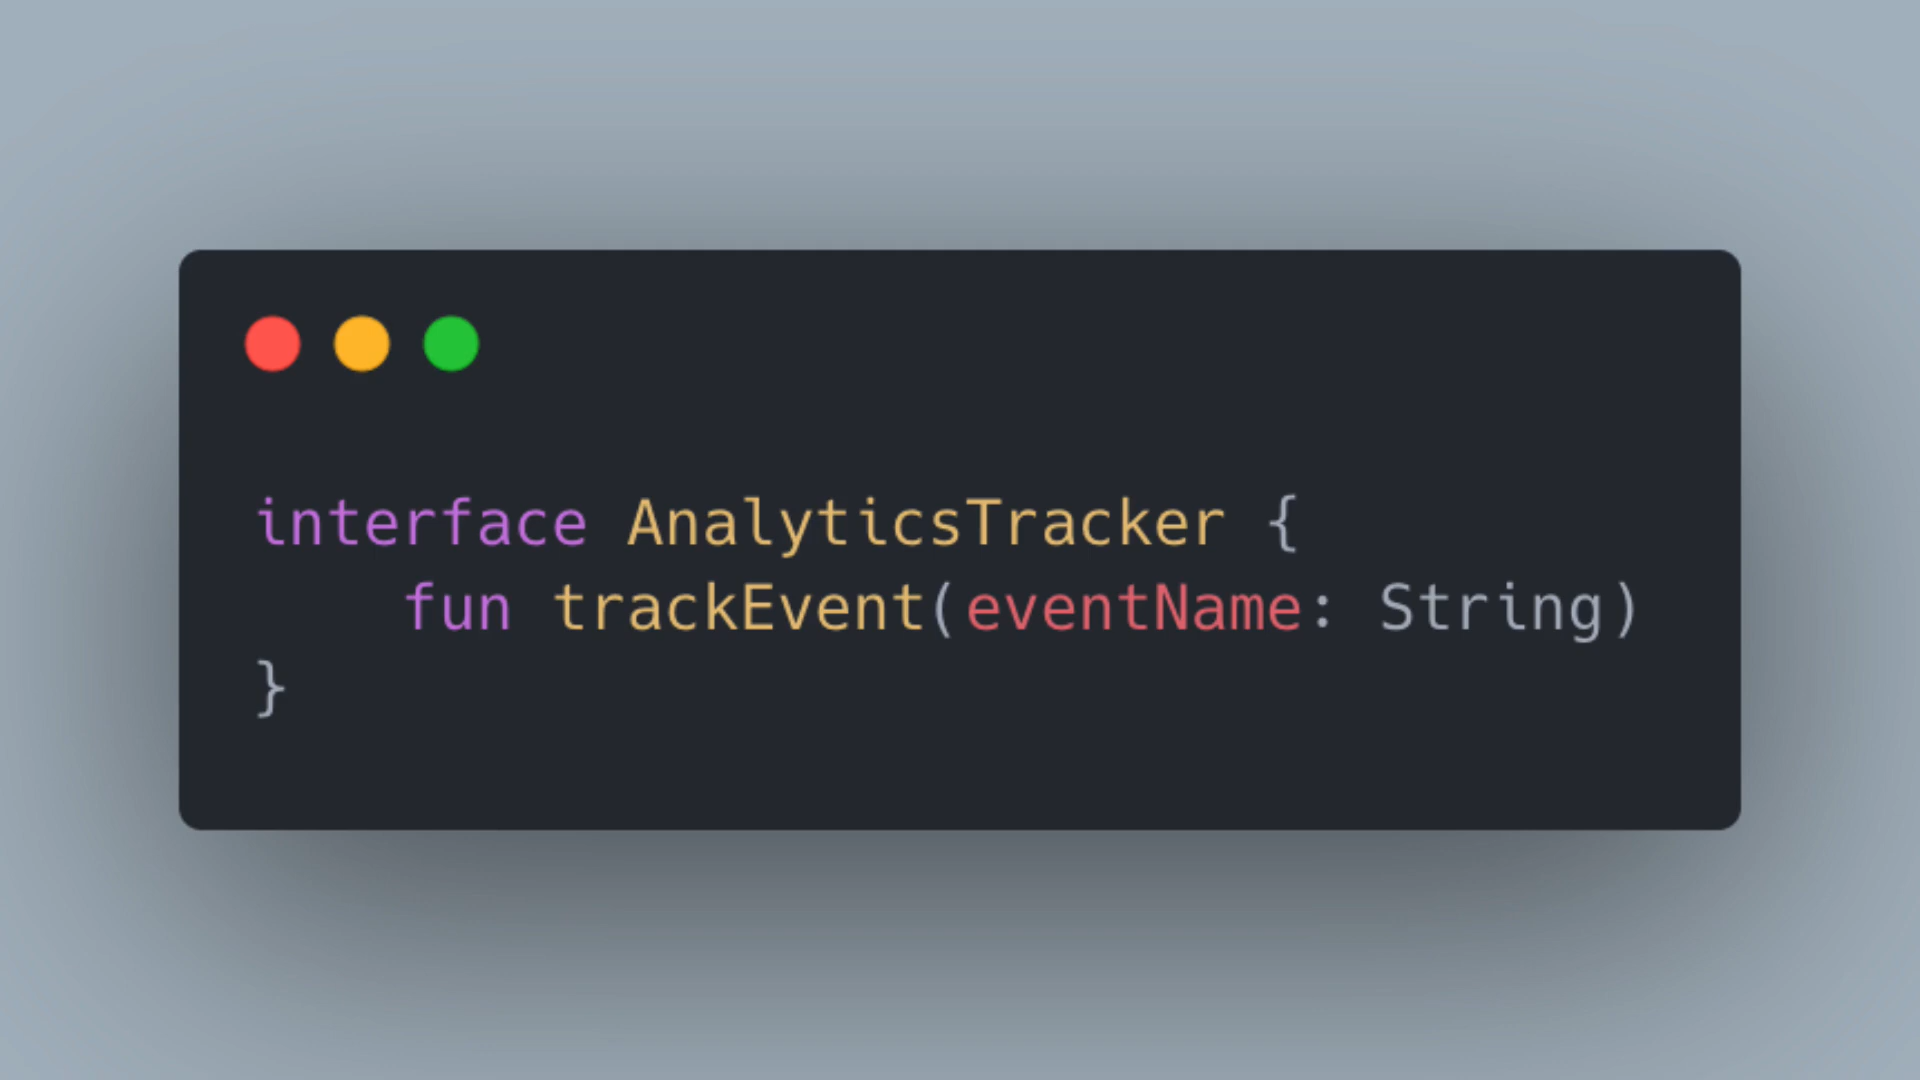 interface AnalyticsTracker {
    fun trackEvent(eventName: String)
}